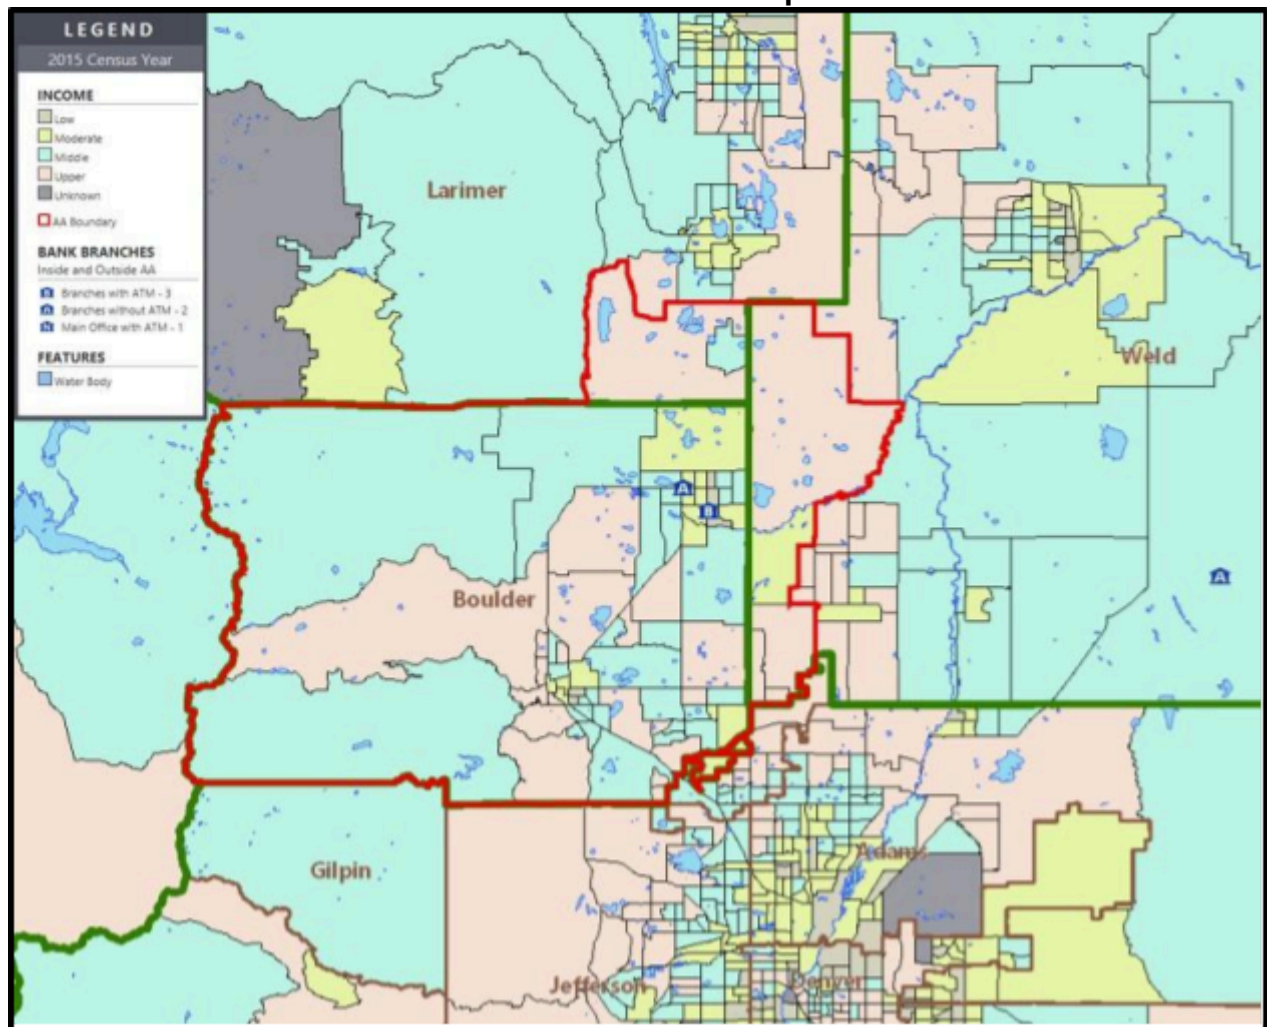 LEGEND
2015 Census Year
INCOME
Low
Moderate
Middle
Upper
Unknown
AA Boundary
BANK BRANCHES
Inside and Outside AA
B Branches with ATM - 3
A Branches without ATM - 2
Main Office with ATM - 1
FEATURES
Water Body
Larimer
Weld
A
B
A
Boulder
Adams
Gilpin
Jefferson
Denver